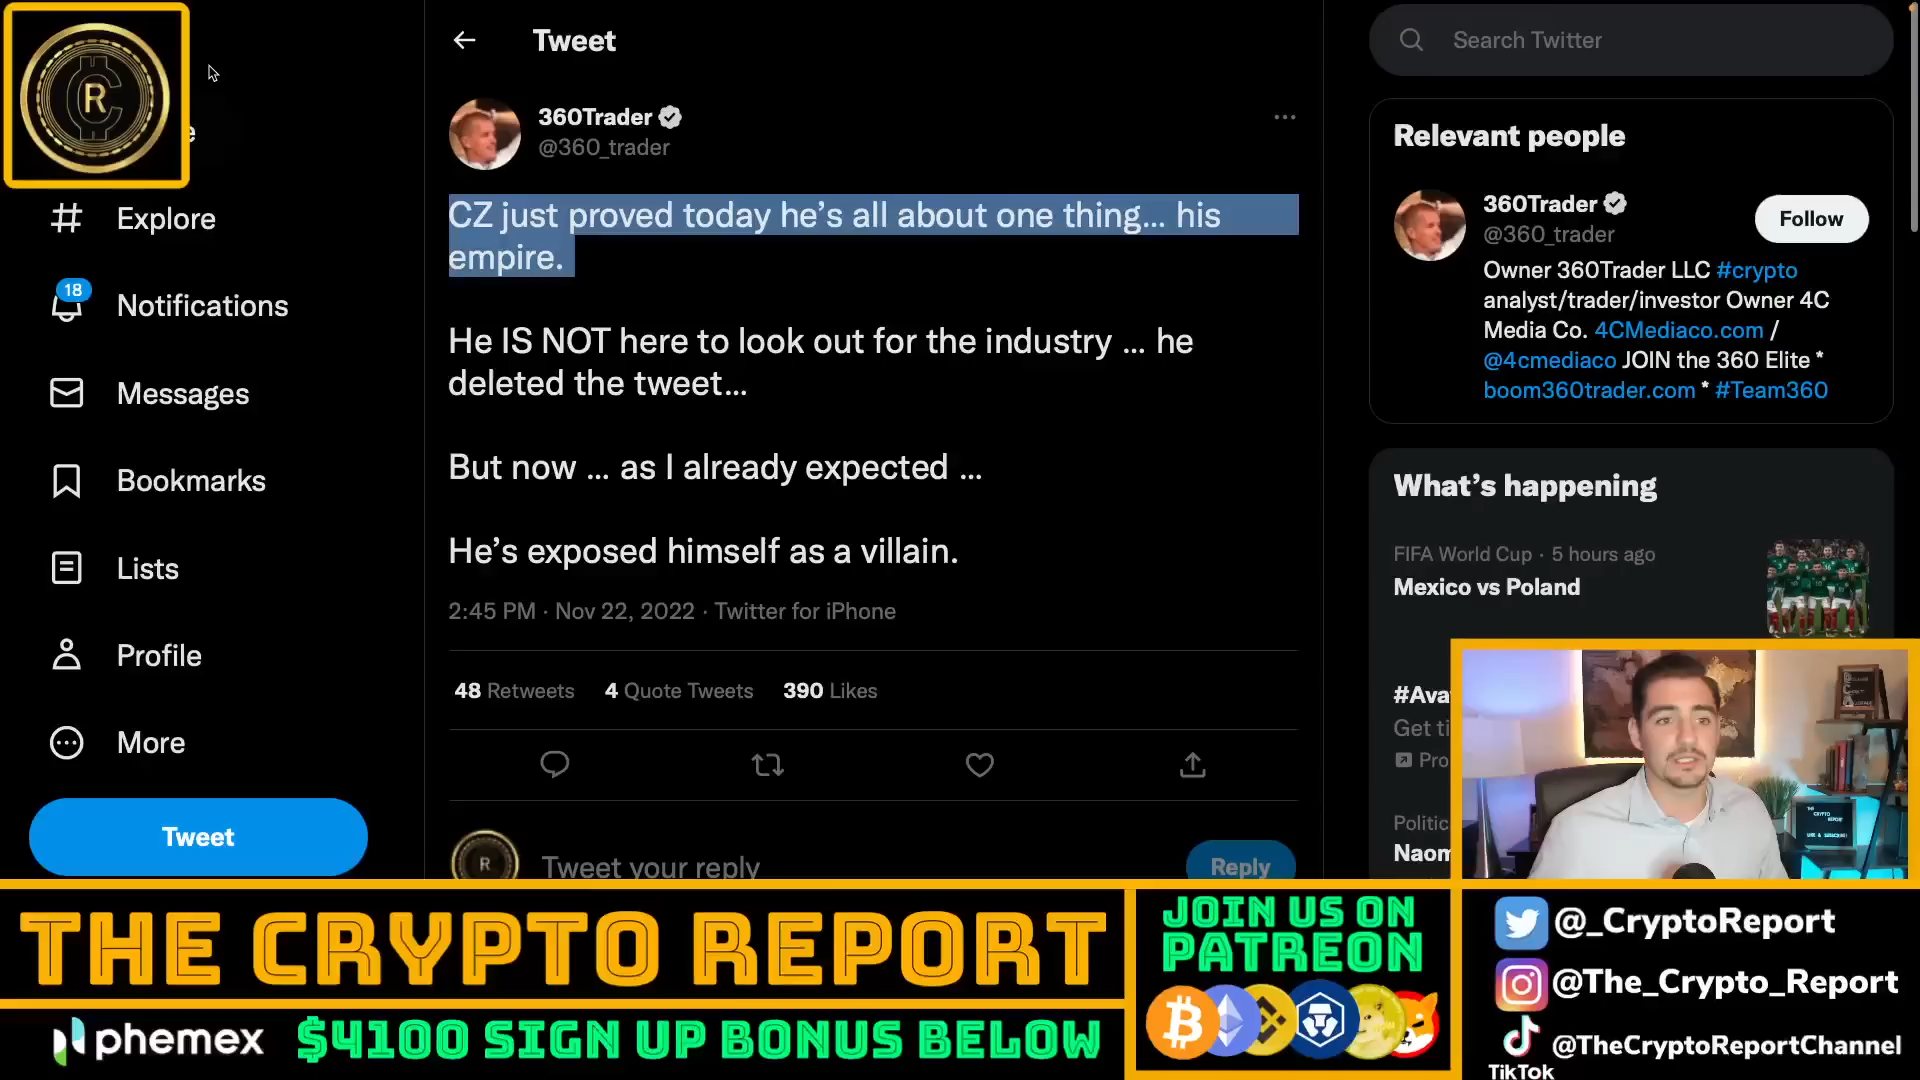 Tweet
Search Twitter
360Trader
@360_trader
CZ just proved today he's all about one thing... his
empire.
He IS NOT here to look out for the industry ... he
deleted the tweet...
But now ... as I already expected ...
He's exposed himself as a villain.
2:45 PM · Nov 22, 2022 · Twitter for iPhone
48 Retweets 4 Quote Tweets 390 Likes
R
Tweet your reply
Reply
R
Explore
18
Notifications
Messages
Bookmarks
Lists
Profile
More
Tweet
Relevant people
360Trader
@360_trader
Follow
Owner 360Trader LLC #crypto
analyst/trader/investor Owner 4C
Media Co. 4CMediaco.com /
@4cmediaco JOIN the 360 Elite *
boom360trader.com * #Team360
What's happening
FIFA World Cup · 5 hours ago
Mexico vs Poland
#Ava
Get ti
Pro
Politic
Naom
THE CRYPTO REPORT
phemex $4100 SIGN UP BONUS BELOW
JOIN US ON
PATREON
@_CryptoReport
@The_Crypto_Report
@TheCryptoReportChannel
TikTok